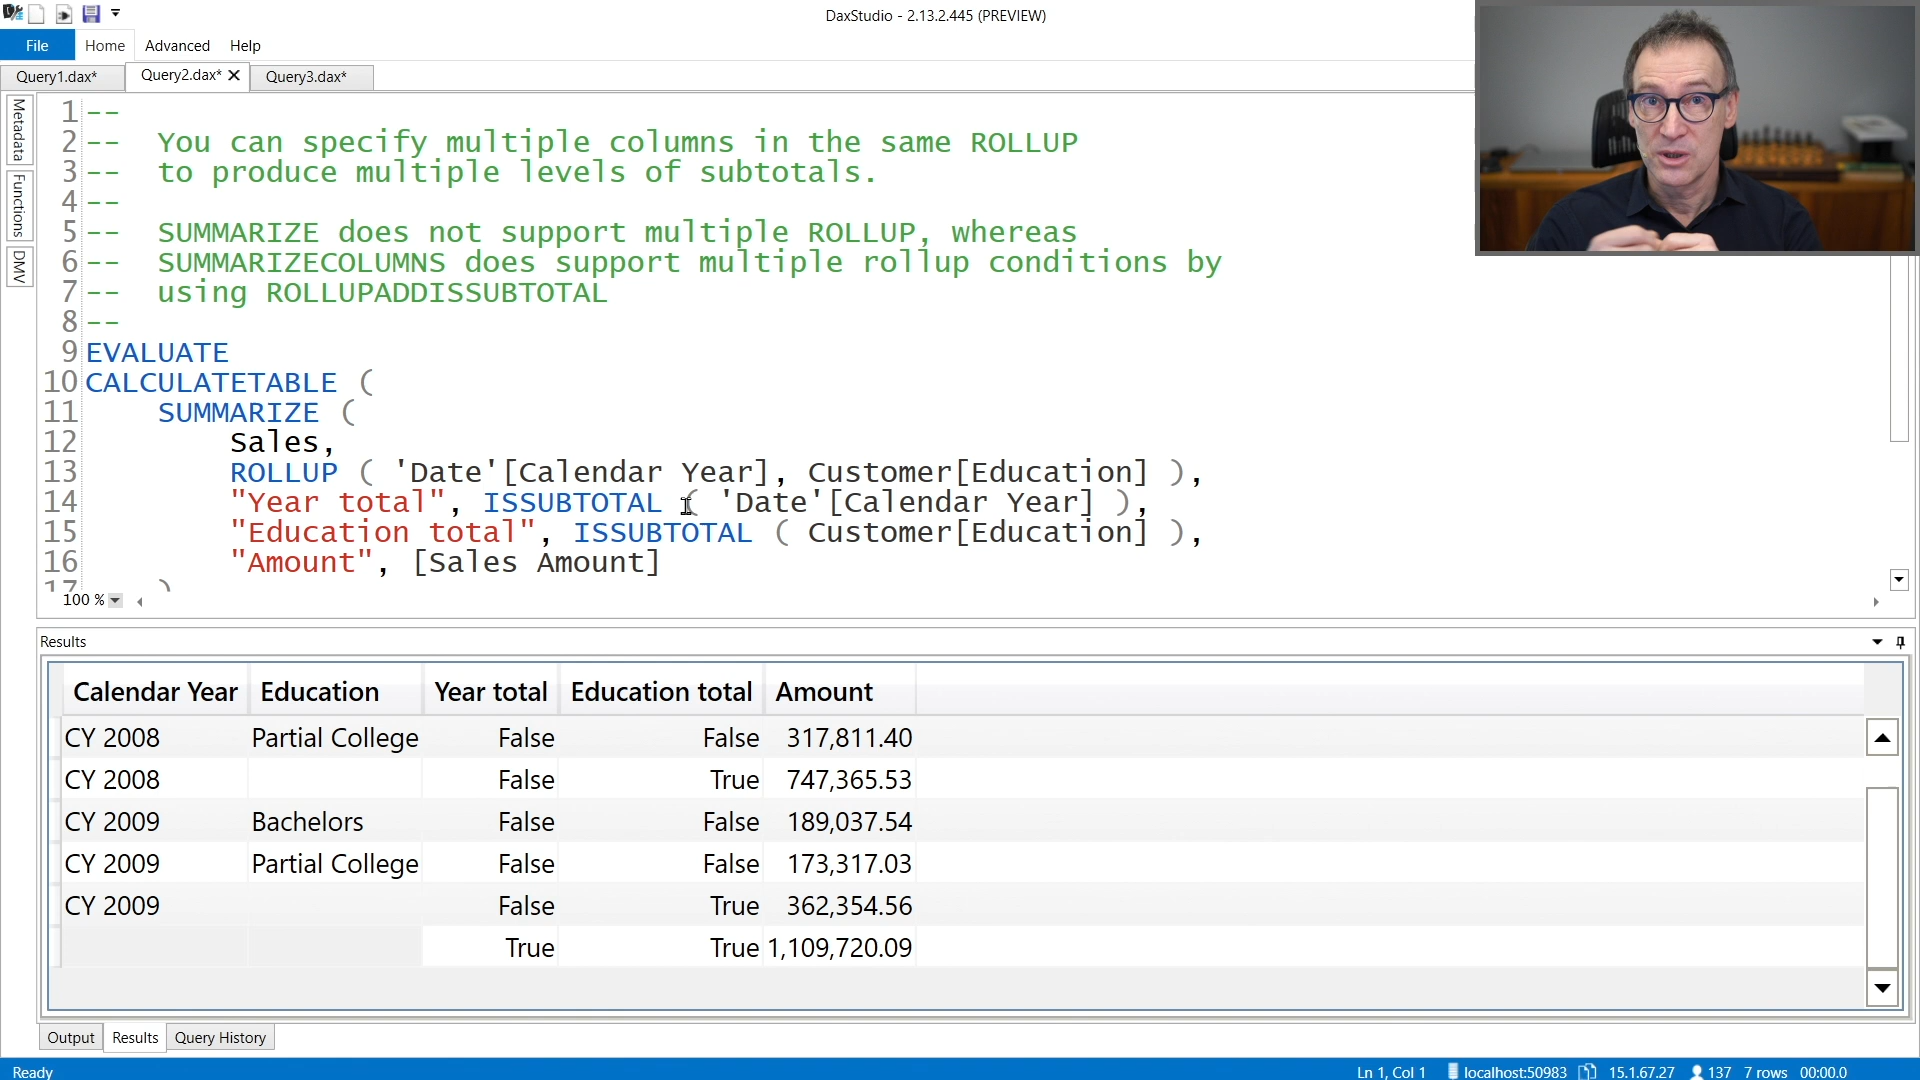 DaxStudio - 2.13.2.445 (PREVIEW)
File Home Advanced Help
Query1.dax* Query2.dax* Query3.dax*
Metadata
Functions
DMV
1 --
2 -- You can specify multiple columns in the same ROLLUP
3 -- to produce multiple levels of subtotals.
4 --
5 -- SUMMARIZE does not support multiple ROLLUP, whereas
6 -- SUMMARIZECOLUMNS does support multiple rollup conditions by
7 -- using ROLLUPADDISSUBTOTAL
8 --
9 EVALUATE
10 CALCULATETABLE (
11 SUMMARIZE (
12 Sales,
13 ROLLUP ( 'Date'[Calendar Year], Customer[Education] ),
14 "Year total", ISSUBTOTAL ( 'Date'[Calendar Year] ),
15 "Education total", ISSUBTOTAL ( Customer[Education] ),
16 "Amount", [Sales Amount]
17 )
100 %
Results
Calendar Year Education Year total Education total Amount
CY 2008 Partial College False False 317,811.40
CY 2008 False True 747,365.53
CY 2009 Bachelors False False 189,037.54
CY 2009 Partial College False False 173,317.03
CY 2009 False True 362,354.56
True True 1,109,720.09
Output Results Query History
Ready Ln 1, Col 1 localhost:50983 15.1.67.27 137 7 rows 00:00.0